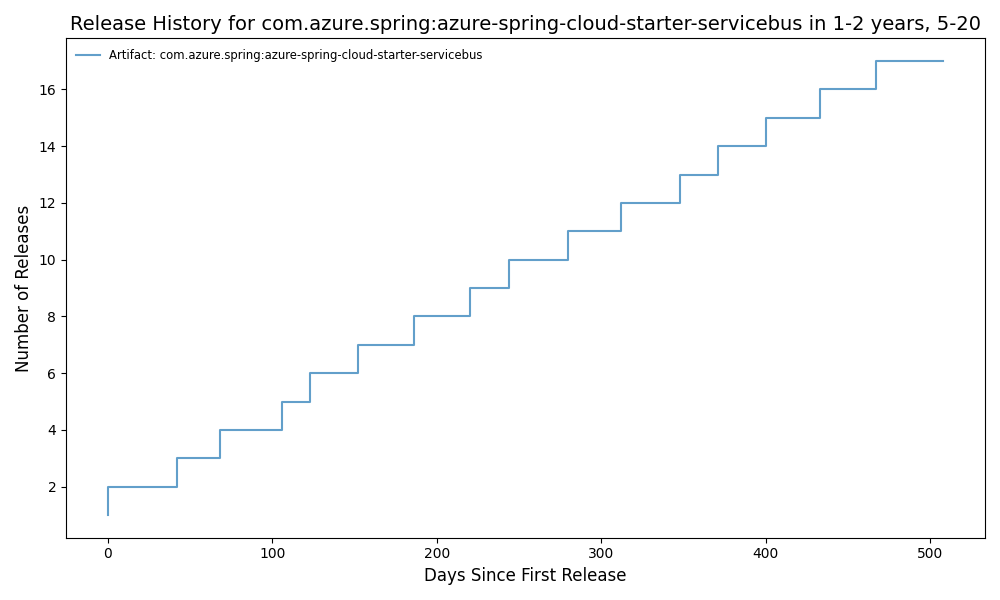 Release History for com.azure.spring:azure-spring-cloud-starter-servicebus in 1-2 years, 5-20
Artifact: com.azure.spring:azure-spring-cloud-starter-servicebus
Number of Releases
16
14
12
10
8
6
4
2
0 100 200 300 400 500
Days Since First Release